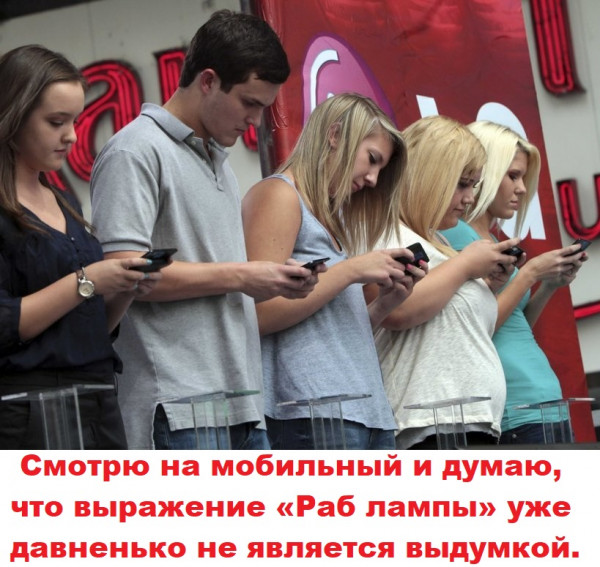 Смотрю на мобильный и думаю,
что выражение «Раб лампы» уже
давненько не является выдумкой.